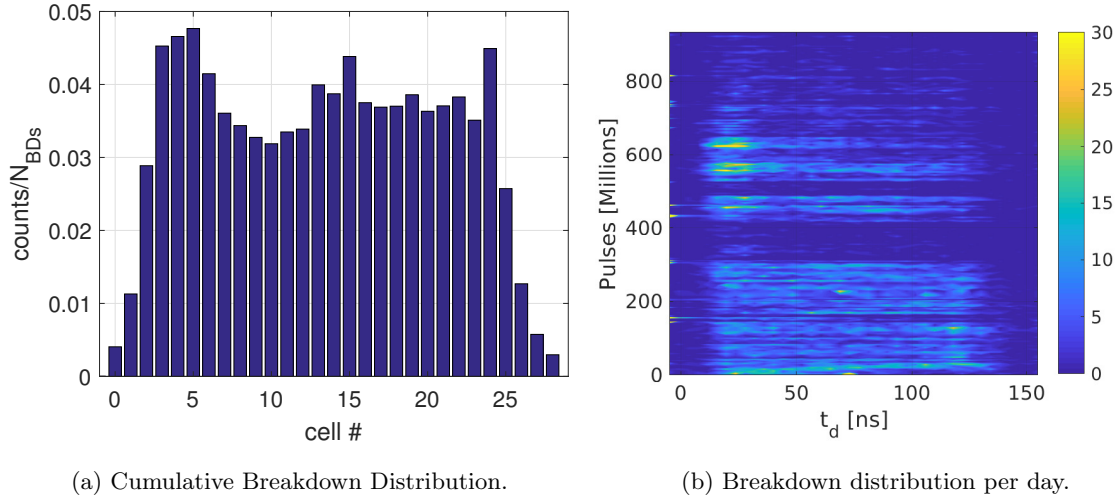 0.05
0.04
0.03
0.02
0.01
0
counts/N_BDs
0 5 10 15 20 25
cell #
(a) Cumulative Breakdown Distribution.
800
600
400
200
0
Pulses [Millions]
0 50 100 150
t_d [ns]
30
25
20
15
10
5
0
(b) Breakdown distribution per day.